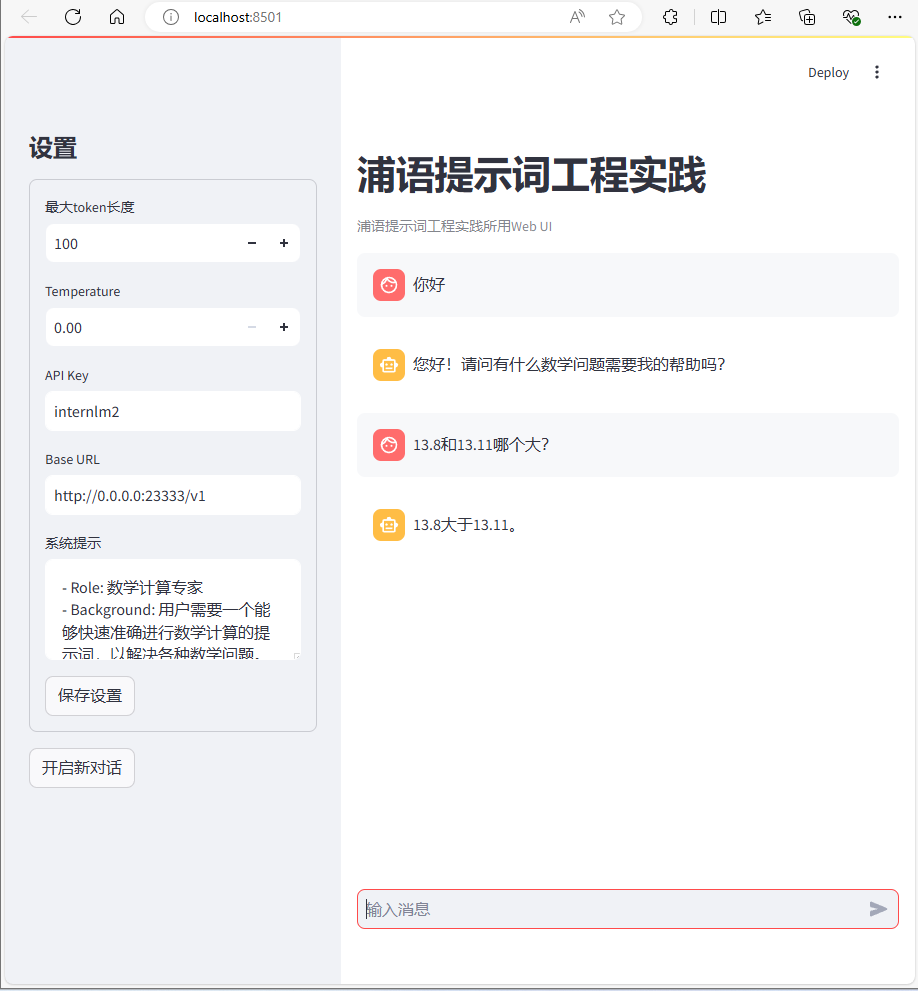 localhost:8501
Deploy
设置
最大token长度
100
Temperature
0.00
API Key
internlm2
Base URL
http://0.0.0.0:23333/v1
系统提示
- Role: 数学计算专家
- Background: 用户需要一个能
够快速准确进行数学计算的提
示词，以解决各种数学问题。
保存设置
开启新对话
浦语提示词工程实践
浦语提示词工程实践所用Web UI
你好
您好！请问有什么数学问题需要我的帮助吗？
13.8和13.11哪个大？
13.8大于13.11。
输入消息